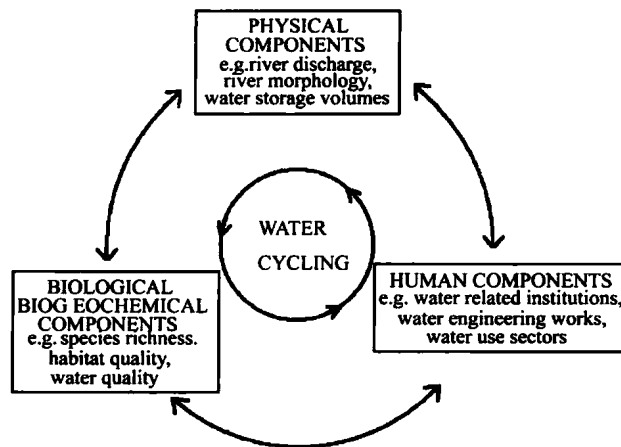 PHYSICAL
COMPONENTS
e.g.river discharge,
river morphology,
water storage volumes
WATER
CYCLING
BIOLOGICAL
BIOG EOCHEMICAL
COMPONENTS
e.g. species richness.
habitat quality,
water quality
HUMAN COMPONENTS
e.g. water related institutions,
water engineering works,
water use sectors